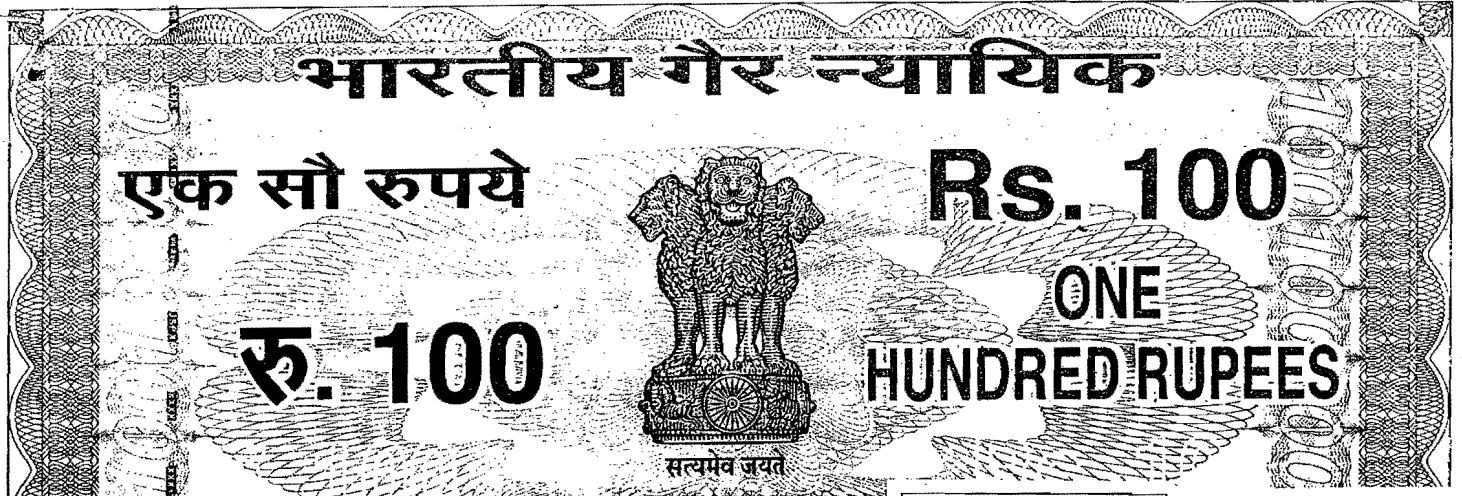 भारतीय गैर न्यायिक
एक सौ रुपये
Rs. 100
रु. 100
ONE
HUNDRED RUPEES
सत्यमेव जयते